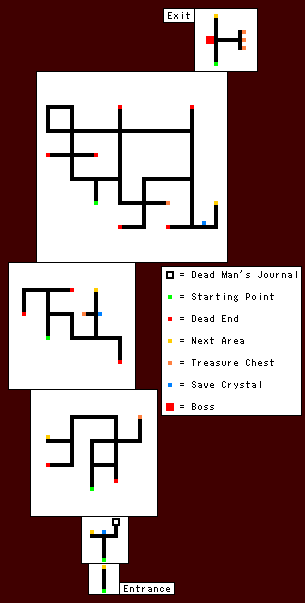 Exit
= Dead Man's Journal
= Starting Point
= Dead End
= Next Area
= Treasure Chest
= Save Crystal
= Boss
Entrance